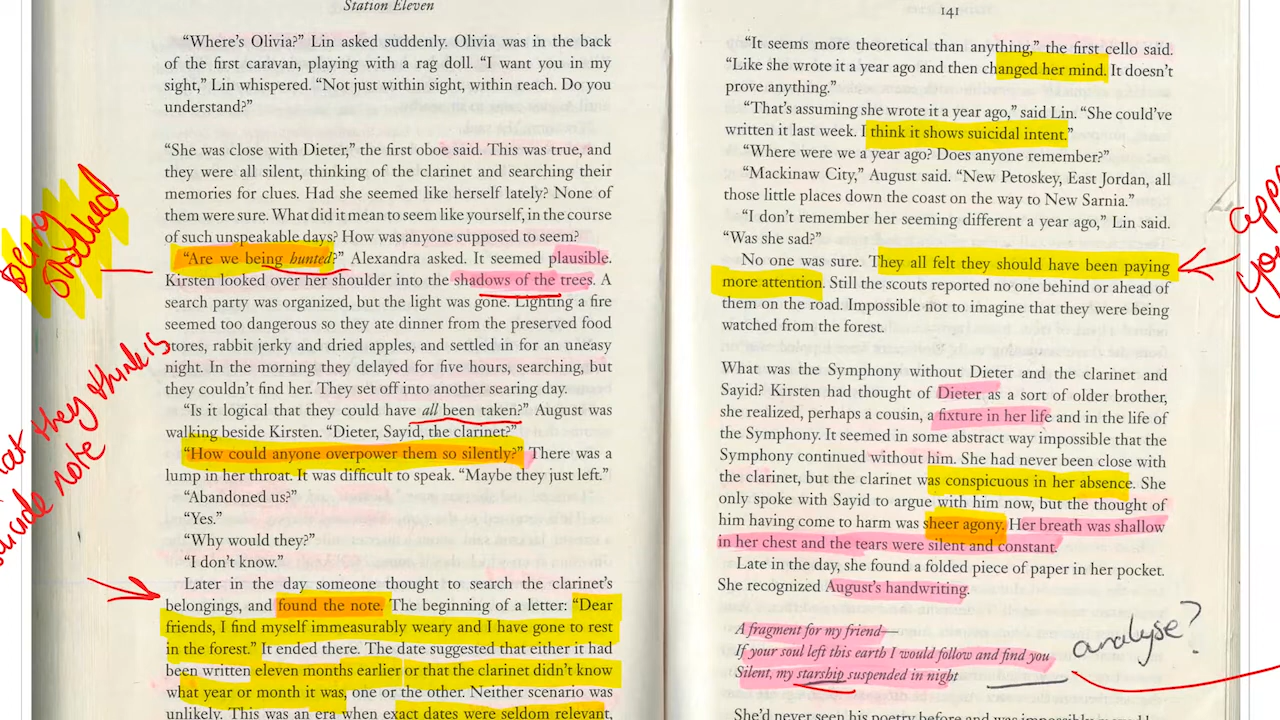 Station Eleven
"Where's Olivia?" Lin asked suddenly. Olivia was in the back
of the first caravan, playing with a rag doll. "I want you in my
sight," Lin whispered. "Not just within sight, within reach. Do you
understand?"
"She was close with Dieter," the first oboe said. This was true, and
they were all silent, thinking of the clarinet and searching their
memories for clues. Had she seemed like herself lately? None of
them were sure. What did it mean to seem like yourself, in the course
of such unspeakable days? How was anyone supposed to seem?
"Are we being hunted?" Alexandra asked. It seemed plausible.
Kirsten looked over her shoulder into the shadows of the trees. A
search party was organized, but the light was gone. Lighting a fire
seemed too dangerous so they ate dinner from the preserved food
stores, rabbit jerky and dried apples, and settled in for an uneasy
night. In the morning they delayed for five hours, searching, but
they couldn't find her. They set off into another searing day.
"Is it logical that they could have all been taken?" August was
walking beside Kirsten. "Dieter, Sayid, the clarinet?"
"How could anyone overpower them so silently?" There was a
lump in her throat. It was difficult to speak. "Maybe they just left."
"Abandoned us?"
"Yes."
"Why would they?"
"I don't know."
Later in the day someone thought to search the clarinet's
belongings, and found the note. The beginning of a letter: "Dear
friends, I find myself immeasurably weary and I have gone to rest
in the forest." It ended there. The date suggested that either it had
been written eleven months earlier or that the clarinet didn't know
what year or month it was, one or the other. Neither scenario was
unlikely. This was an era when exact dates were seldom relevant,
Being
stalked
they think is
suicide note
141
"It seems more theoretical than anything," the first cello said.
"Like she wrote it a year ago and then changed her mind. It doesn't
prove anything."
"That's assuming she wrote it a year ago," said Lin. "She could've
written it last week. I think it shows suicidal intent."
"Where were we a year ago? Does anyone remember?"
"Mackinaw City," August said. "New Petoskey, East Jordan, all
those little places down the coast on the way to New Sarnia."
"I don't remember her seeming different a year ago," Lin said.
"Was she sad?"
No one was sure. They all felt they should have been paying
more attention. Still the scouts reported no one behind or ahead of
them on the road. Impossible not to imagine that they were being
watched from the forest.
What was the Symphony without Dieter and the clarinet and
Sayid? Kirsten had thought of Dieter as a sort of older brother,
she realized, perhaps a cousin, a fixture in her life and in the life of
the Symphony. It seemed in some abstract way impossible that the
Symphony continued without him. She had never been close with
the clarinet, but the clarinet was conspicuous in her absence. She
only spoke with Sayid to argue with him now, but the thought of
him having come to harm was sheer agony. Her breath was shallow
in her chest and the tears were silent and constant.
Late in the day, she found a folded piece of paper in her pocket.
She recognized August's handwriting.
A fragment for my friend—
If your soul left this earth I would follow and find you
Silent, my starship suspended in night
analyse?
She'd never seen his poetry before and was